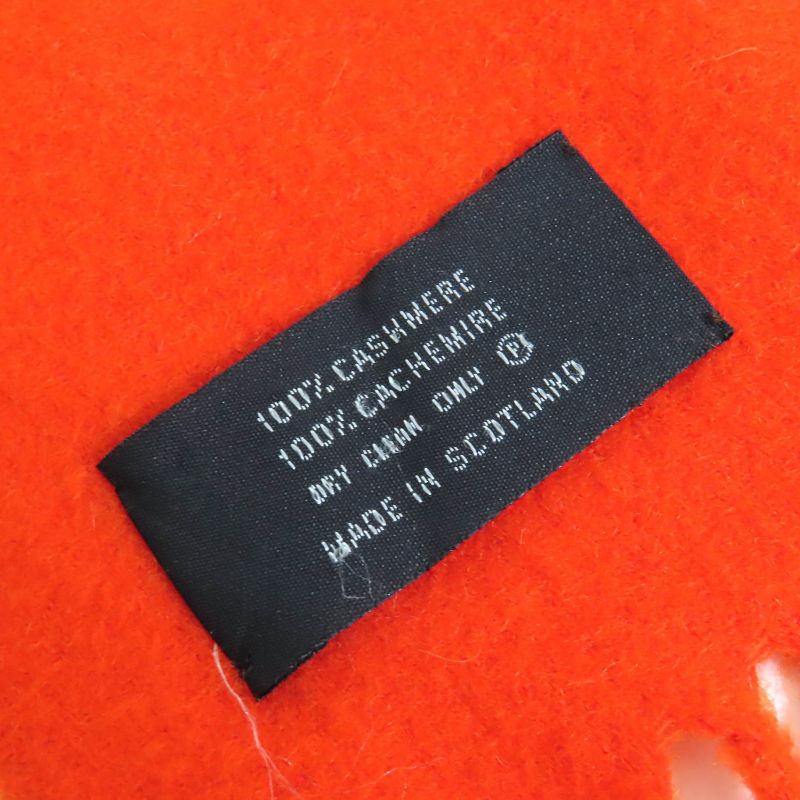 100% CASHMERE
100% CACHEMIRE
DRY CLEAN ONLY Ⓟ
MADE IN SCOTLAND